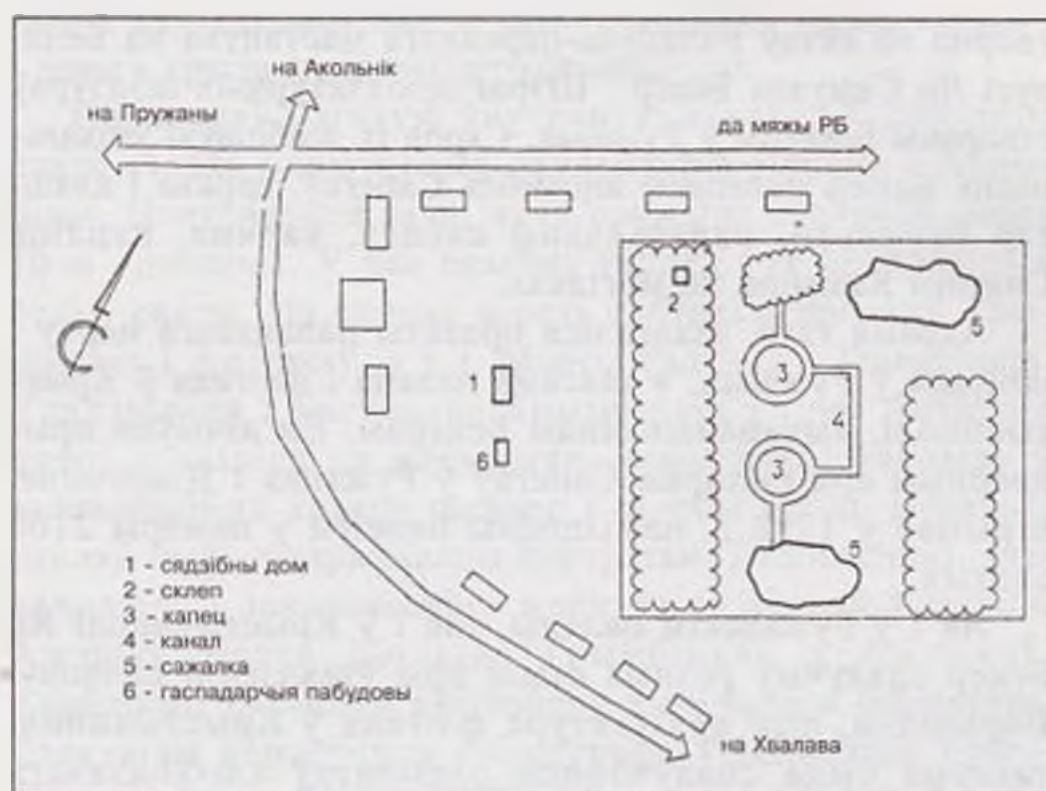 на Акольнік
на Пружаны
да мяжы РБ
2
5
3
1
4
6
3
5
1 - сядзібны дом
2 - склеп
3 - капец
4 - канал
5 - сажалка
6 - гаспадарчыя пабудовы
на Хвалава